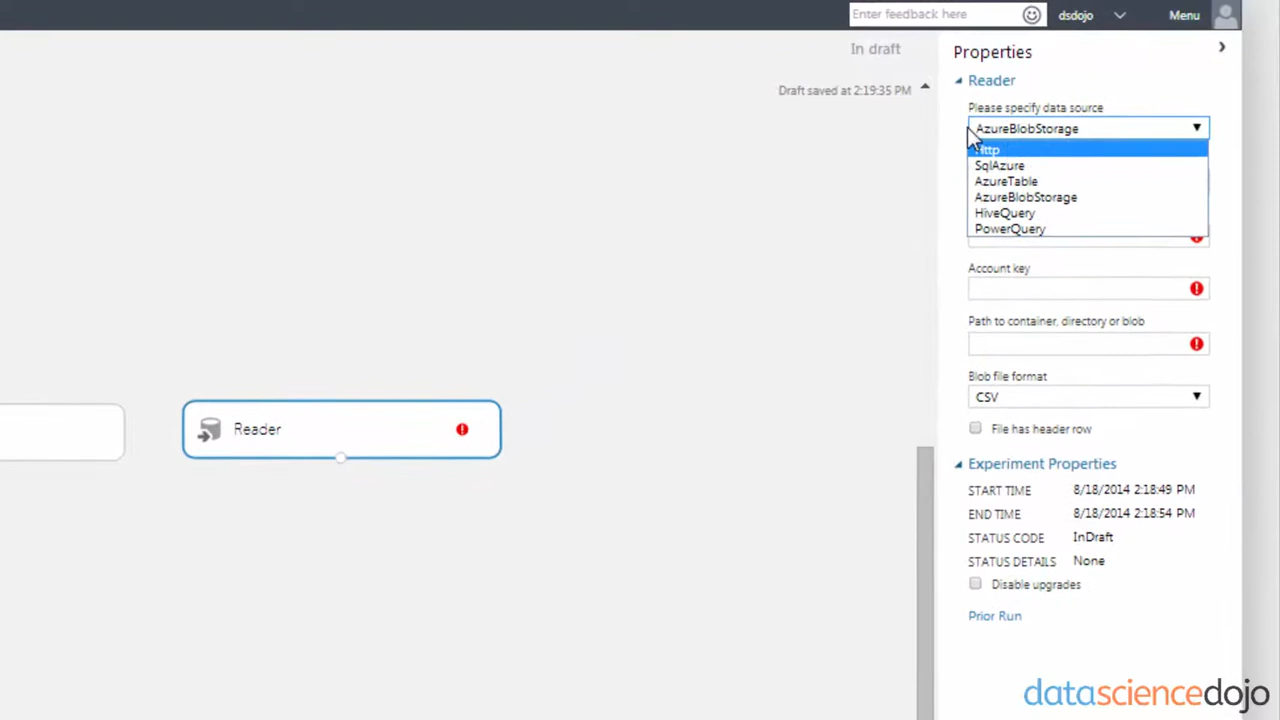 Enter feedback here
dsdojo
Menu
In draft
Draft saved at 2:19:35 PM
Properties
Reader
Please specify data source
AzureBlobStorage
Http
SqlAzure
AzureTable
AzureBlobStorage
HiveQuery
PowerQuery
Account key
Path to container, directory or blob
Blob file format
CSV
File has header row
Reader
Experiment Properties
START TIME 8/18/2014 2:18:49 PM
END TIME 8/18/2014 2:18:54 PM
STATUS CODE InDraft
STATUS DETAILS None
Disable upgrades
Prior Run
datasciencedojo